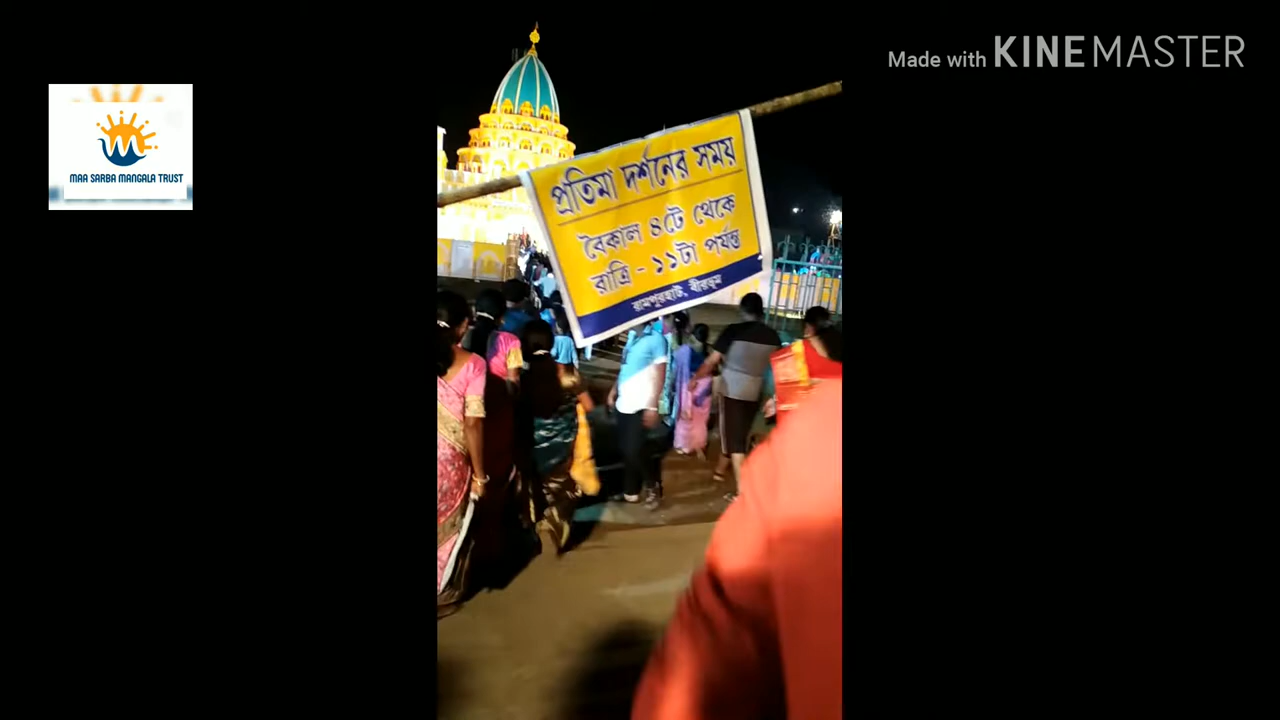 Made with KINEMASTER
MAA SARBA MANGALA TRUST
প্রতিমা দর্শনের সময়
বৈকাল ৪টে থেকে
রাত্রি - ১১টা পর্যন্ত
রামপুরহাট, বীরভূম